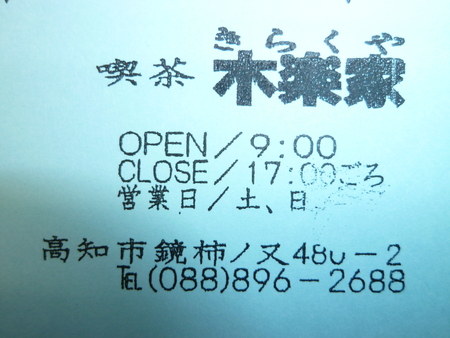 きらくや
喫茶 木楽家
OPEN/9:00
CLOSE/17:00ごろ
営業日/土、日
高知市鏡柿ノ又480-2
℡(088)896-2688